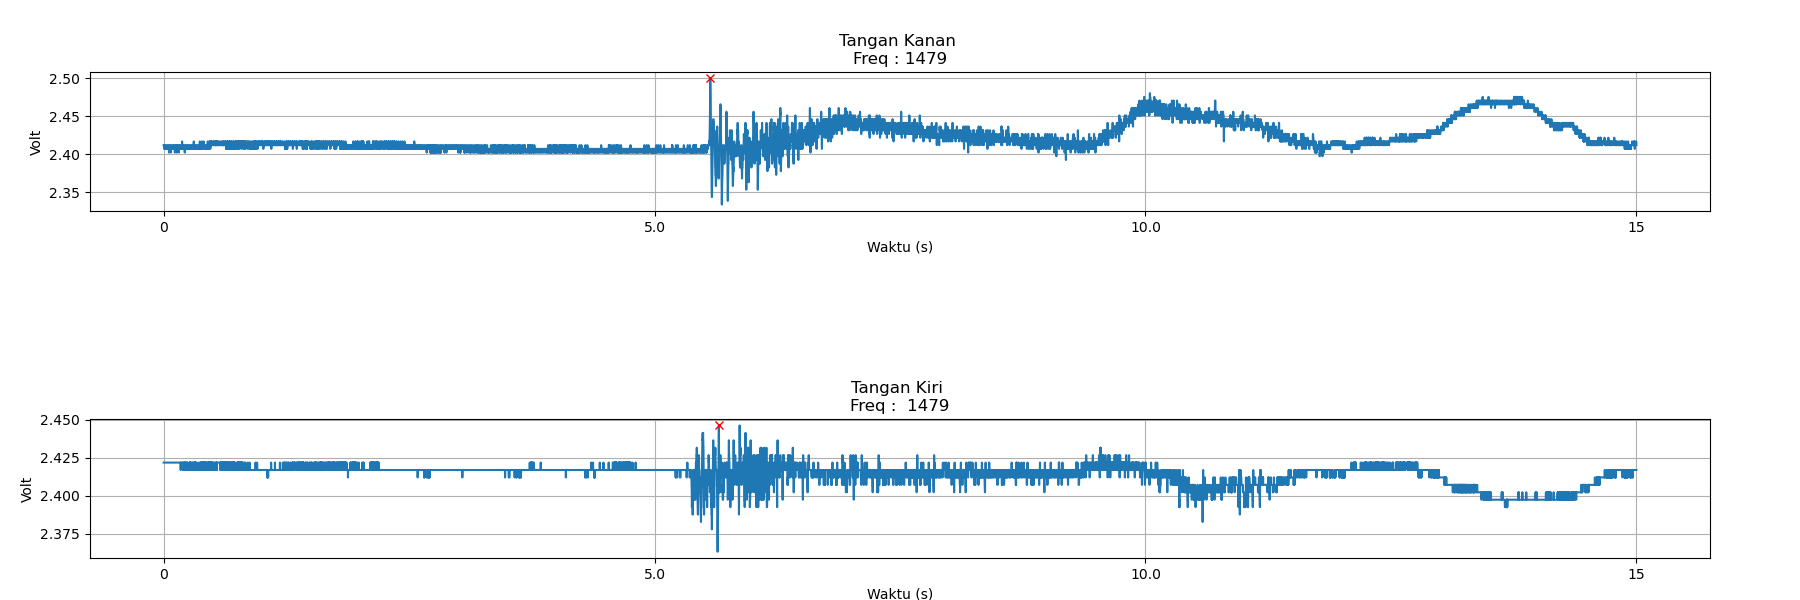 Tangan Kanan
Freq : 1479
Volt
2.50
2.45
2.40
2.35
0 5.0 10.0 15
Waktu (s)
Tangan Kiri
Freq :  1479
Volt
2.450
2.425
2.400
2.375
0 5.0 10.0 15
Waktu (s)